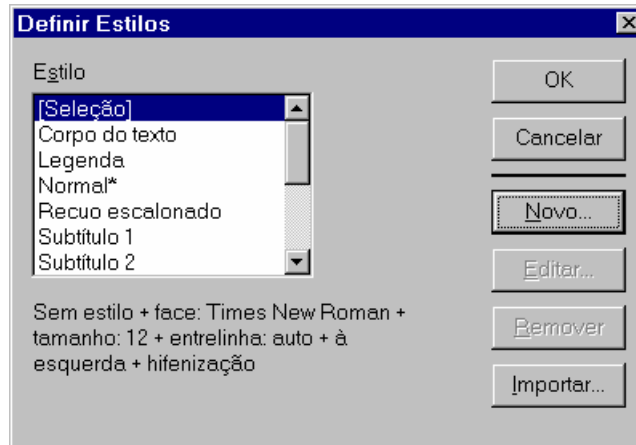 Definir Estilos
Estilo
[Seleção]
Corpo do texto
Legenda
Normal*
Recuo escalonado
Subtítulo 1
Subtítulo 2
Sem estilo + face: Times New Roman +
tamanho: 12 + entrelinha: auto + à
esquerda + hifenização
OK
Cancelar
Novo...
Editar...
Remover
Importar...